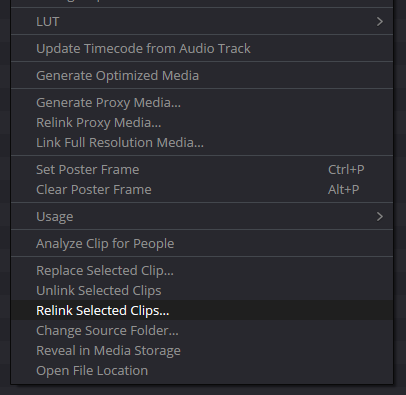 LUT
Update Timecode from Audio Track
Generate Optimized Media
Generate Proxy Media...
Relink Proxy Media...
Link Full Resolution Media...
Set Poster Frame Ctrl+P
Clear Poster Frame Alt+P
Usage
Analyze Clip for People
Replace Selected Clip...
Unlink Selected Clips
Relink Selected Clips...
Change Source Folder...
Reveal in Media Storage
Open File Location